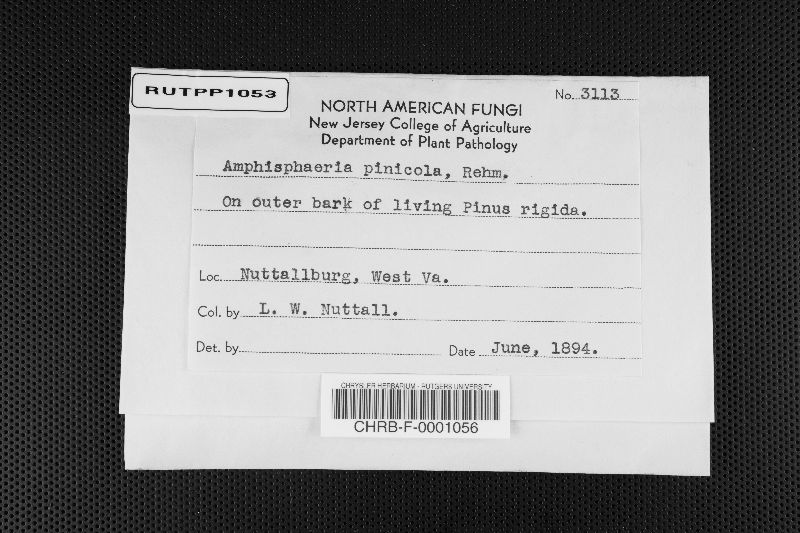 RUTPP1053
No. 3113
NORTH AMERICAN FUNGI
New Jersey College of Agriculture
Department of Plant Pathology
Amphisphaeria pinicola, Rehm.
On outer bark of living Pinus rigida.
Loc. Nuttallburg, West Va.
Col. by L. W. Nuttall.
Det. by Date June, 1894.
CHRYSLER HERBARIUM - RUTGERS UNIVERSITY
CHRB-F-0001056